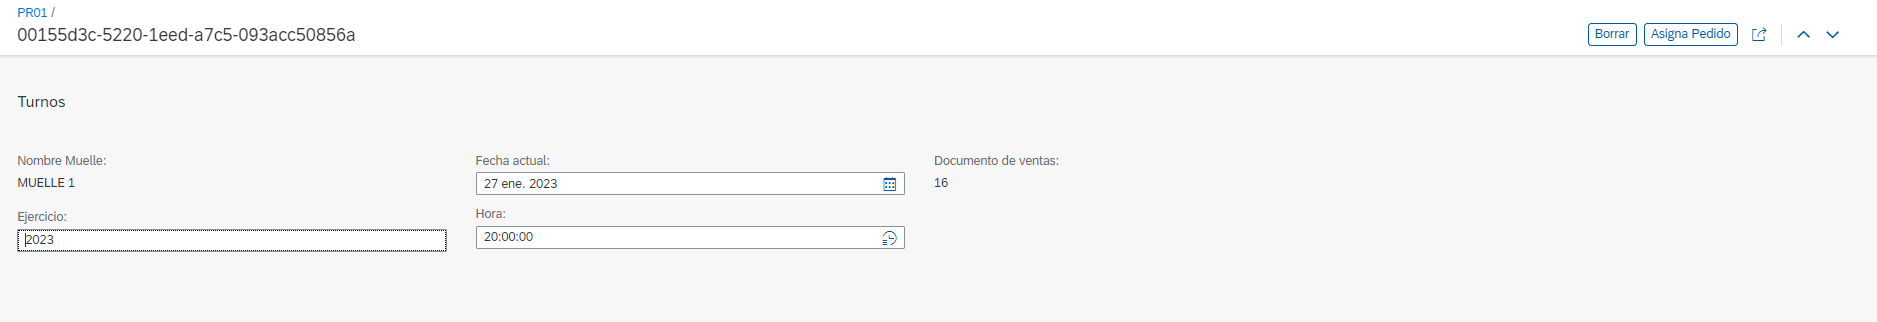 PR01 /
00155d3c-5220-1eed-a7c5-093acc50856a
Borrar
Asigna Pedido
Turnos
Nombre Muelle:
MUELLE 1
Ejercicio:
2023
Fecha actual:
27 ene. 2023
Hora:
20:00:00
Documento de ventas:
16